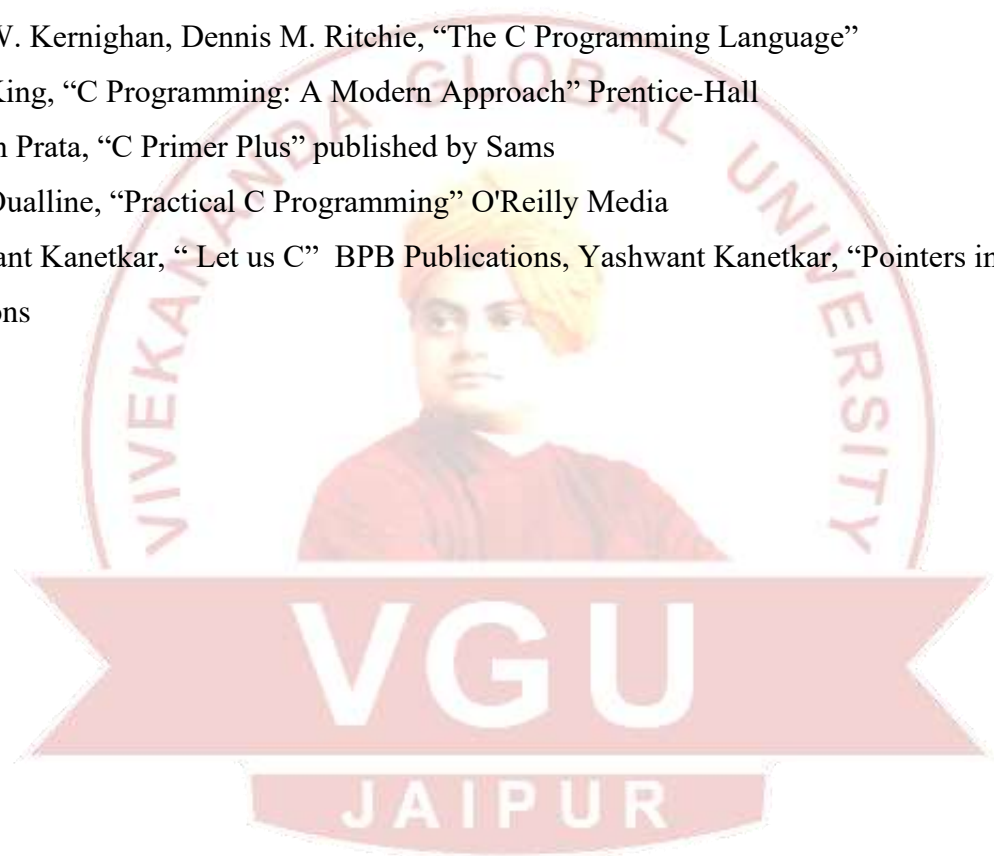 W. Kernighan, Dennis M. Ritchie, “The C Programming Language”
King, “C Programming: A Modern Approach” Prentice-Hall
n Prata, “C Primer Plus” published by Sams
Oualline, “Practical C Programming” O'Reilly Media
ant Kanetkar, “ Let us C”  BPB Publications, Yashwant Kanetkar, “Pointers in
ons
VIVEKANANDA GLOBAL UNIVERSITY
VGU
JAIPUR